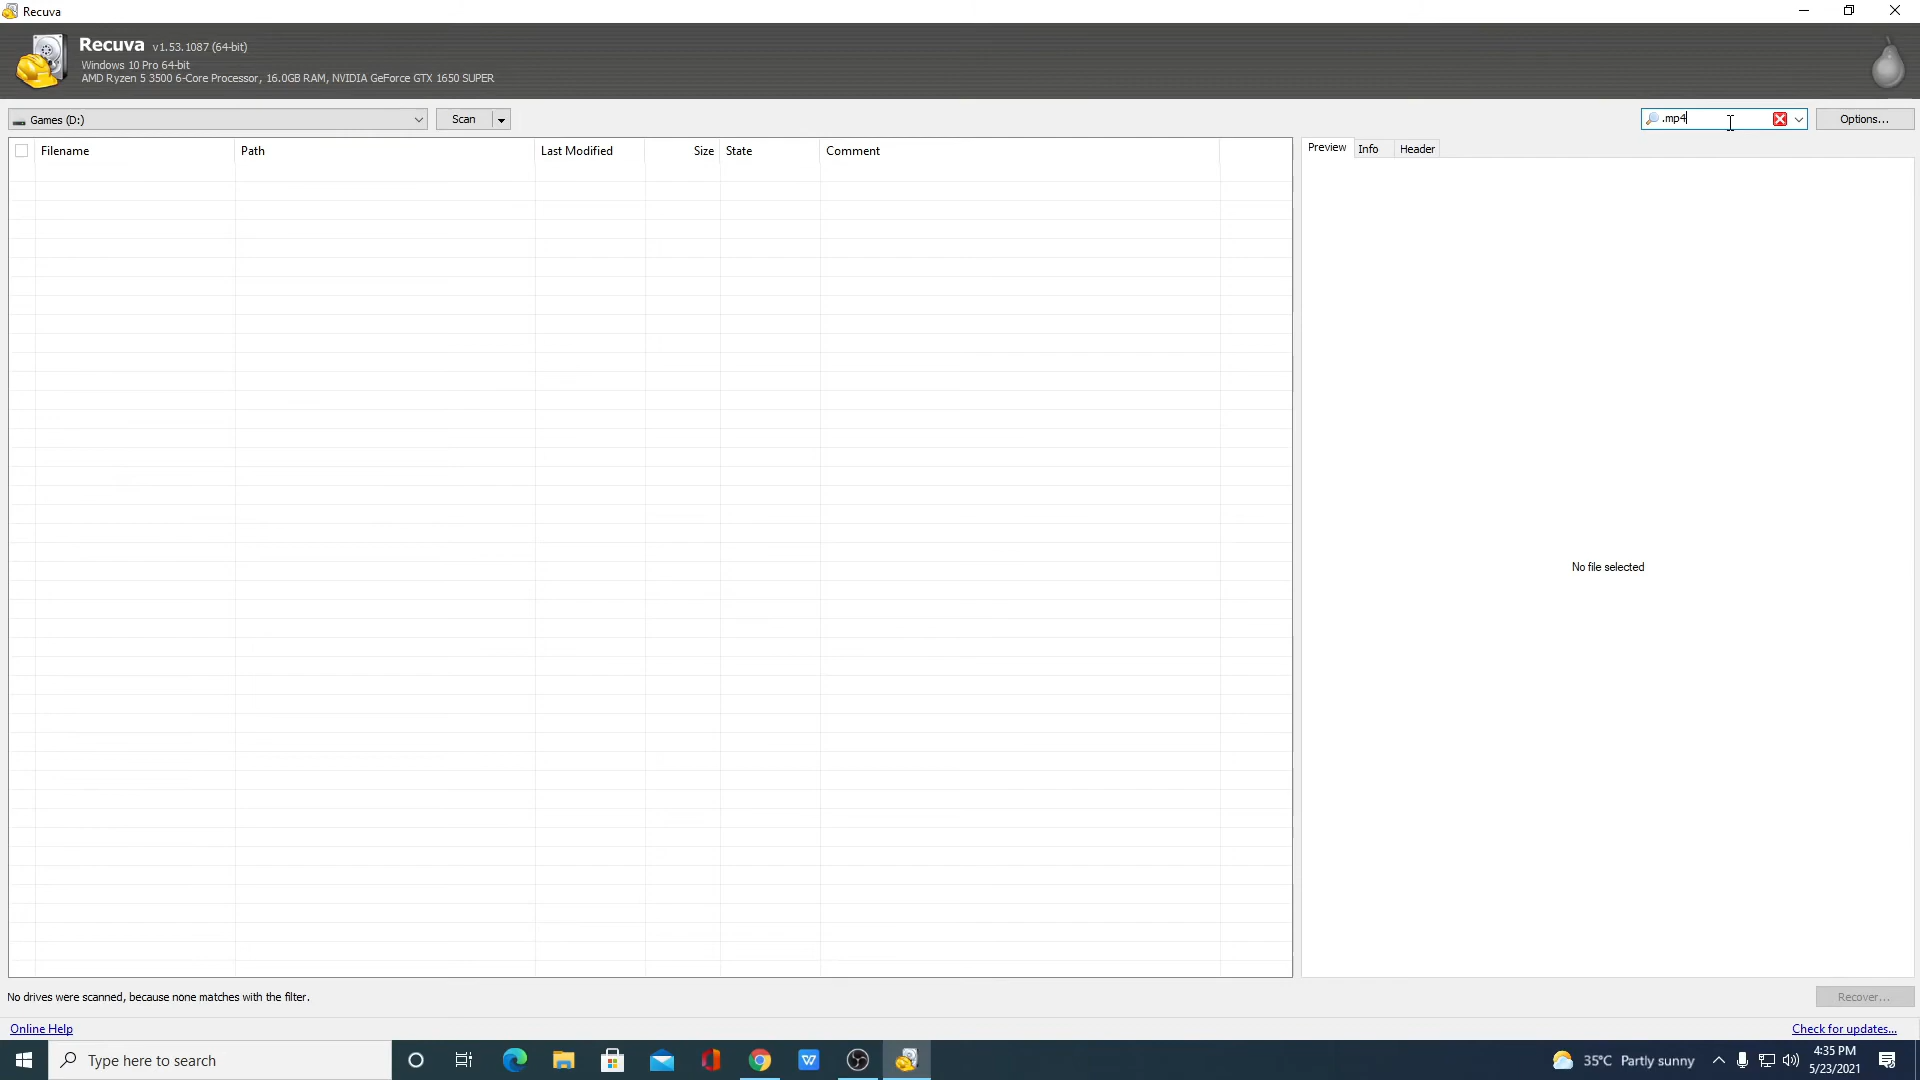 Recuva
Recuva v1.53.1087 (64-bit)
Windows 10 Pro 64-bit
AMD Ryzen 5 3500 6-Core Processor, 16.0GB RAM, NVIDIA GeForce GTX 1650 SUPER
Games (D:) Scan .mp4 Options...
Filename Path Last Modified Size State Comment
Preview Info Header
No file selected
No drives were scanned, because none matches with the filter.
Recover...
Online Help Check for updates...
Type here to search
35°C Partly sunny
4:35 PM
5/23/2021